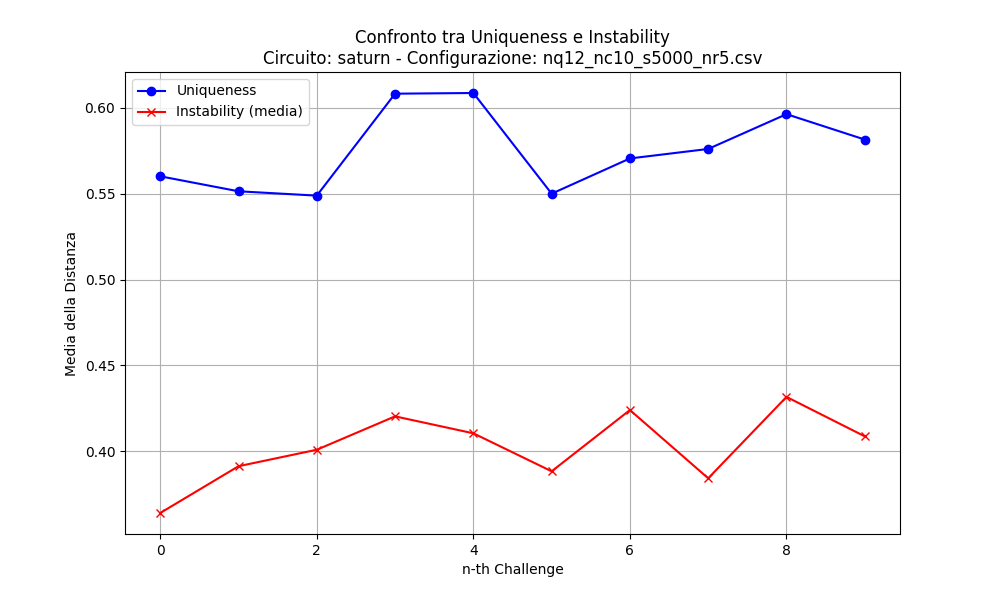 Confronto tra Uniqueness e Instability
Circuito: saturn - Configurazione: nq12_nc10_s5000_nr5.csv
Uniqueness
Instability (media)
Media della Distanza
0.60
0.55
0.50
0.45
0.40
0 2 4 6 8
n-th Challenge